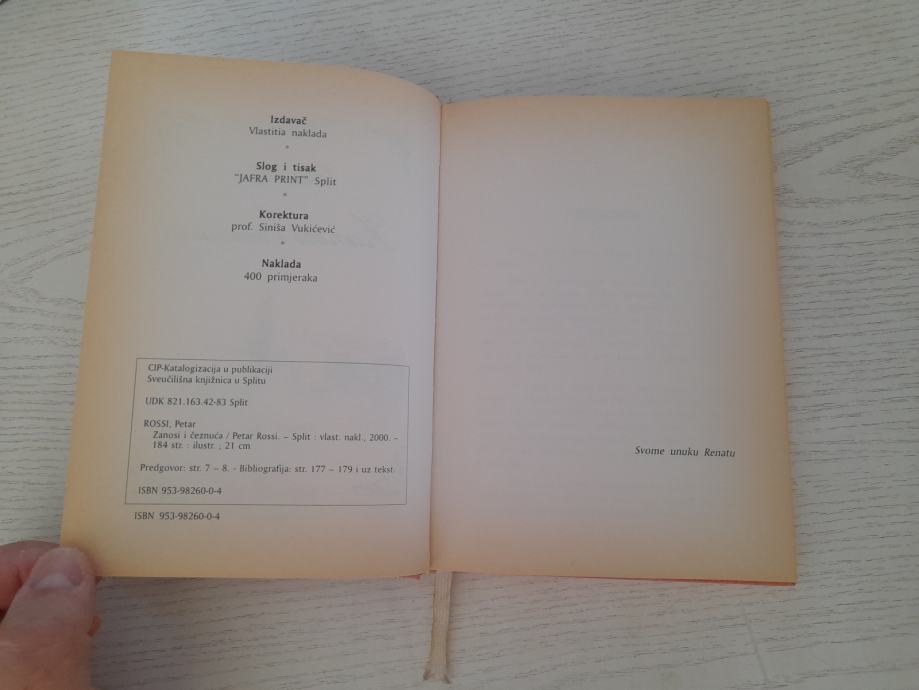 Izdavač
Vlastitia naklada
*
Slog i tisak
"JAFRA PRINT" Split
*
Korektura
prof. Siniša Vukićević
*
Naklada
400 primjeraka
CIP-Katalogizacija u publikaciji
Sveučilišna knjižnica u Splitu
UDK 821.163.42-83 Split
ROSSI, Petar
Zanosi i čeznuća / Petar Rossi. – Split : vlast. nakl., 2000. –
184 str. : ilustr. ; 21 cm
Predgovor: str. 7 – 8. - Bibliografija: str. 177 – 179 i uz tekst.
ISBN 953-98260-0-4
ISBN 953-98260-0-4
Svome unuku Renatu